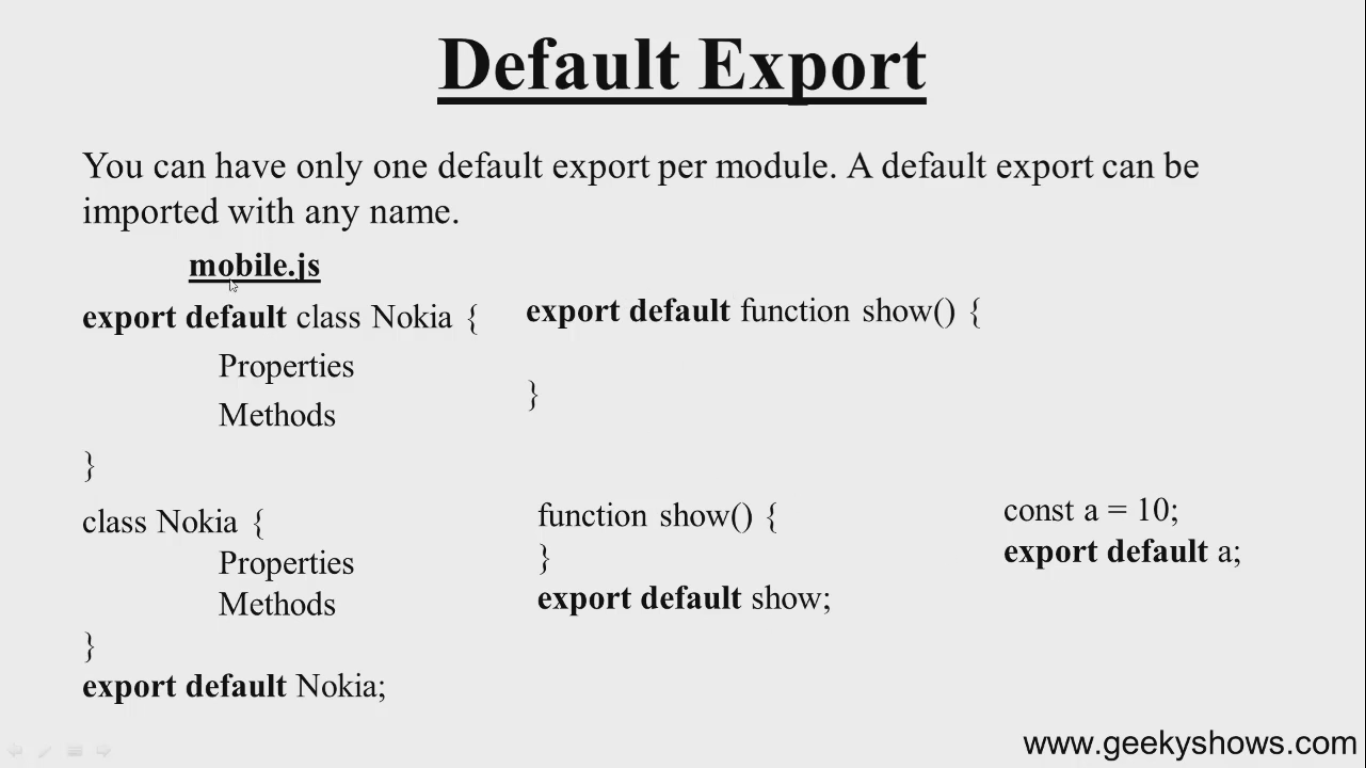 Default Export
You can have only one default export per module. A default export can be
imported with any name.
mobile.js
export default class Nokia {
Properties
Methods
}
export default function show() {
}
class Nokia {
Properties
Methods
}
export default Nokia;
function show() {
}
export default show;
const a = 10;
export default a;
www.geekyshows.com